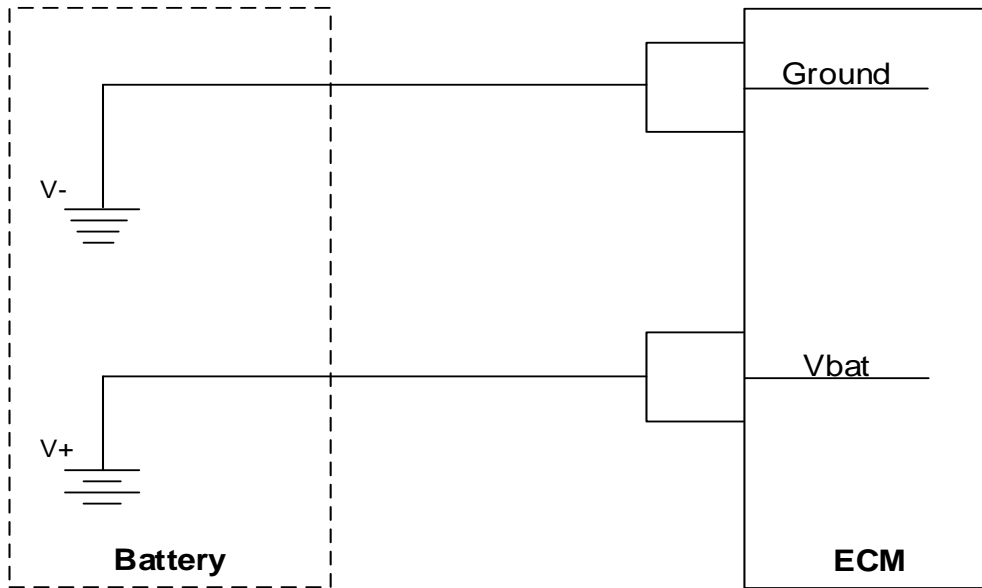 Ground
V-
Vbat
V+
Battery
ECM